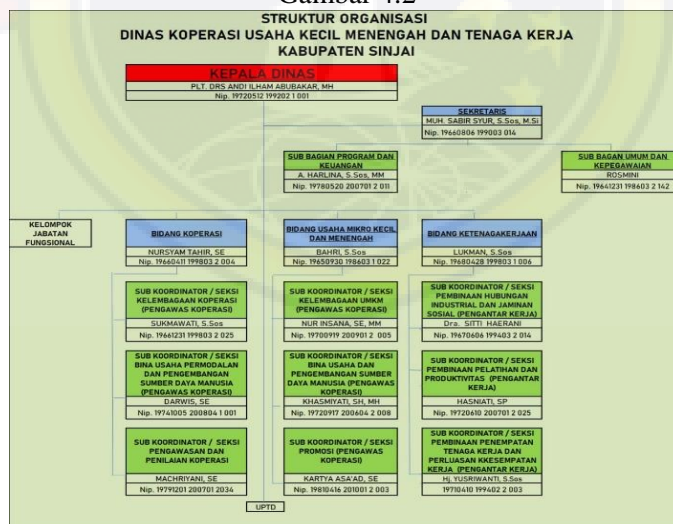 Gambar 4.2
STRUKTUR ORGANISASI
DINAS KOPERASI USAHA KECIL MENENGAH DAN TENAGA KERJA
KABUPATEN SINJAI
KEPALA DINAS
PLT. DRS ANDI ILHAM ABUBAKAR, MH
Nip. 19720512 199202 1 001
SEKRETARIS
MUH. SABIR SYUR, S.Sos, M.Si
Nip. 19660806 199003 014
SUB BAGIAN PROGRAM DAN
KEUANGAN
A. HARLINA, S.Sos, MM
Nip. 19780520 200701 2 011
SUB BAGAN UMUM DAN
KEPEGAWAIAN
ROSMINI
Nip. 19641231 198603 2 142
KELOMPOK
JABATAN
FUNGSIONAL
BIDANG KOPERASI
NURSYAM TAHIR, SE
Nip. 19660411 199803 2 004
SUB KOORDINATOR / SEKSI
KELEMBAGAAN KOPERASI
(PENGAWAS KOPERASI)
SUKMAWATI, S.Sos
Nip. 19661231 199803 2 025
SUB KOORDINATOR / SEKSI
BINA USAHA PERMODALAN
DAN PENGEMBANGAN
SUMBER DAYA MANUSIA
(PENGAWAS KOPERASI)
DARWIS, SE
Nip. 19741005 200804 1 001
SUB KOORDINATOR / SEKSI
PENGAWASAN DAN
PENILAIAN KOPERASI
MACHRIYANI, SE
Nip. 19791201 200701 2034
BIDANG USAHA MIKRO KECIL
DAN MENENGAH
BAHRI, S.Sos
Nip. 19650930 198603 1 022
SUB KOORDINATOR / SEKSI
KELEMBAGAAN UMKM
(PENGAWAS KOPERASI)
NUR INSANA, SE, MM
Nip. 19700919 200901 2 005
SUB KOORDINATOR / SEKSI
BINA USAHA DAN
PENGEMBANGAN SUMBER
DAYA MANUSIA (PENGAWAS
KOPERASI)
KHASMIYATI, SH, MH
Nip. 19720917 200604 2 008
SUB KOORDINATOR / SEKSI
PROMOSI (PENGAWAS
KOPERASI)
KARTYA ASA'AD, SE
Nip. 19810416 201001 2 003
BIDANG KETENAGAKERJAAN
LUKMAN, S.Sos
Nip. 19680428 199803 1 006
SUB KOORDINATOR / SEKSI
PEMBINAAN HUBUNGAN
INDUSTRIAL DAN JAMINAN
SOSIAL (PENGANTAR KERJA)
Dra. SITTI HAERANI
Nip. 19670606 199403 2 014
SUB KOORDINATOR / SEKSI
PEMBINAAN PELATIHAN DAN
PRODUKTIVITAS (PENGANTAR
KERJA)
HASNIATI, SP
Nip. 19720610 200701 2 025
SUB KOORDINATOR / SEKSI
PEMBINAAN PENEMPATAN
TENAGA KERJA DAN
PERLUASAN KKESEMPATAN
KERJA (PENGANTAR KERJA)
Hj. YUSRIWANTI, S.Sos
19710410 199402 2 003
UPTD